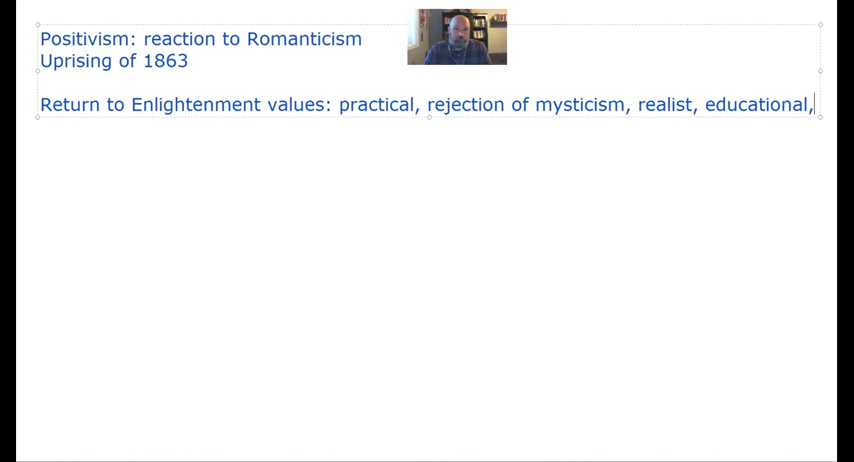 Positivism: reaction to Romanticism
Uprising of 1863
Return to Enlightenment values: practical, rejection of mysticism, realist, educational,